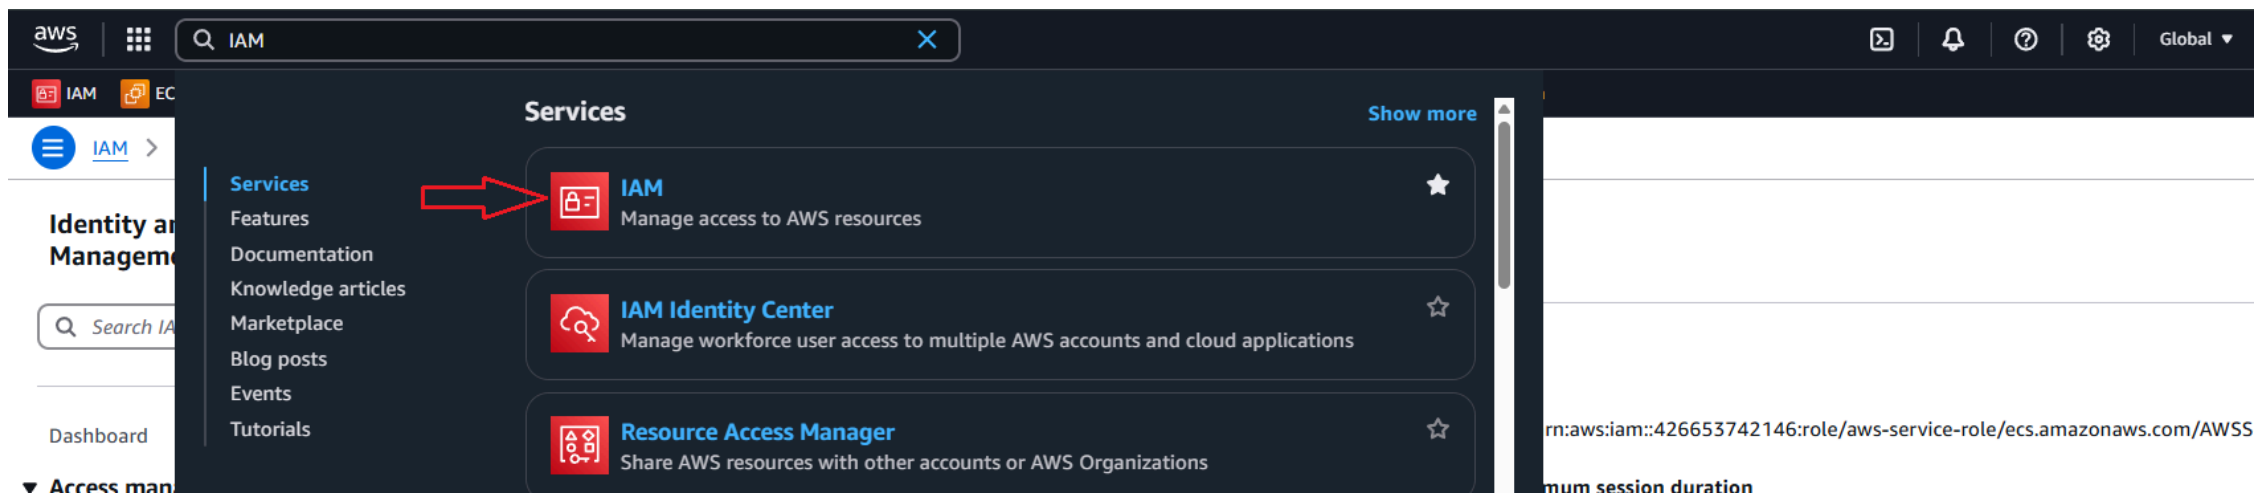 aws
IAM
Global
IAM
EC
IAM
Identity a
Managem
Search IA
Dashboard
Access man
Services
Features
Documentation
Knowledge articles
Marketplace
Blog posts
Events
Tutorials
Services
Show more
IAM
Manage access to AWS resources
IAM Identity Center
Manage workforce user access to multiple AWS accounts and cloud applications
Resource Access Manager
Share AWS resources with other accounts or AWS Organizations
rn:aws:iam::426653742146:role/aws-service-role/ecs.amazonaws.com/AWSS
mum session duration